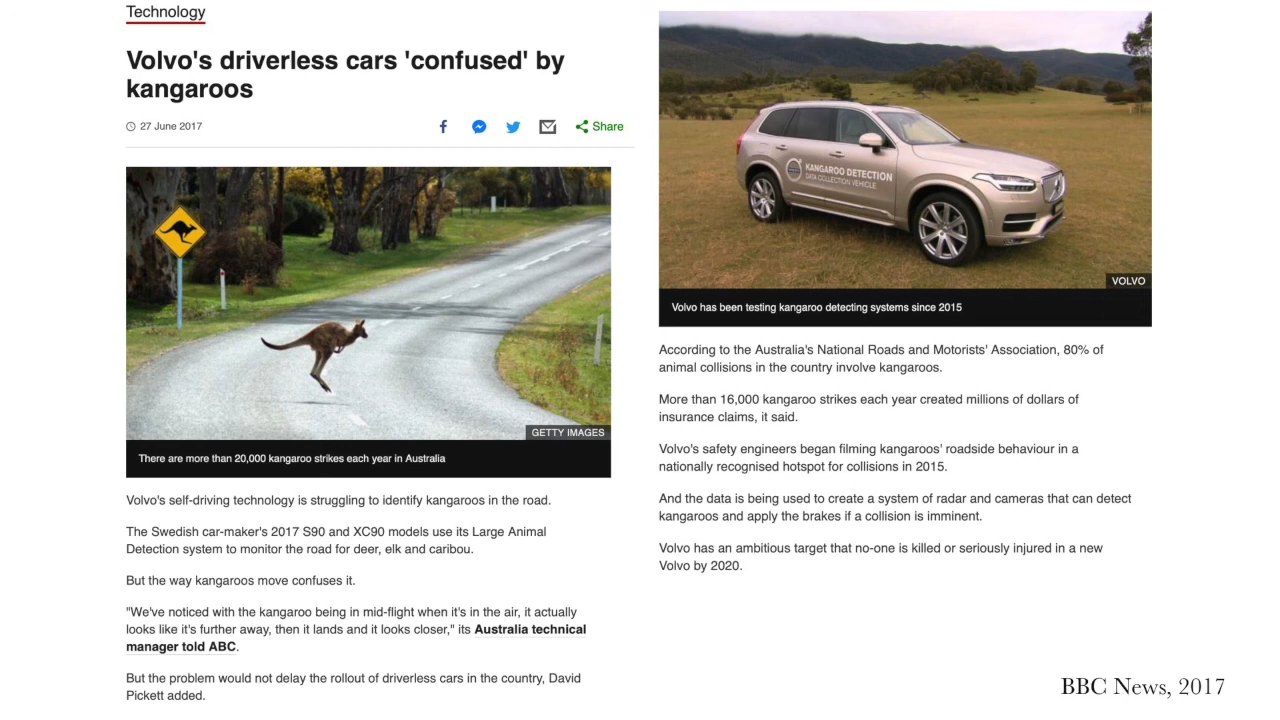 Technology
Volvo's driverless cars 'confused' by
kangaroos
27 June 2017
Share
GETTY IMAGES
There are more than 20,000 kangaroo strikes each year in Australia
Volvo's self-driving technology is struggling to identify kangaroos in the road.
The Swedish car-maker's 2017 S90 and XC90 models use its Large Animal
Detection system to monitor the road for deer, elk and caribou.
But the way kangaroos move confuses it.
"We've noticed with the kangaroo being in mid-flight when it's in the air, it actually
looks like it's further away, then it lands and it looks closer," its Australia technical
manager told ABC.
But the problem would not delay the rollout of driverless cars in the country, David
Pickett added.
KANGAROO DETECTION
DATA COLLECTION VEHICLE
VOLVO
Volvo has been testing kangaroo detecting systems since 2015
According to the Australia's National Roads and Motorists' Association, 80% of
animal collisions in the country involve kangaroos.
More than 16,000 kangaroo strikes each year created millions of dollars of
insurance claims, it said.
Volvo's safety engineers began filming kangaroos' roadside behaviour in a
nationally recognised hotspot for collisions in 2015.
And the data is being used to create a system of radar and cameras that can detect
kangaroos and apply the brakes if a collision is imminent.
Volvo has an ambitious target that no-one is killed or seriously injured in a new
Volvo by 2020.
BBC News, 2017